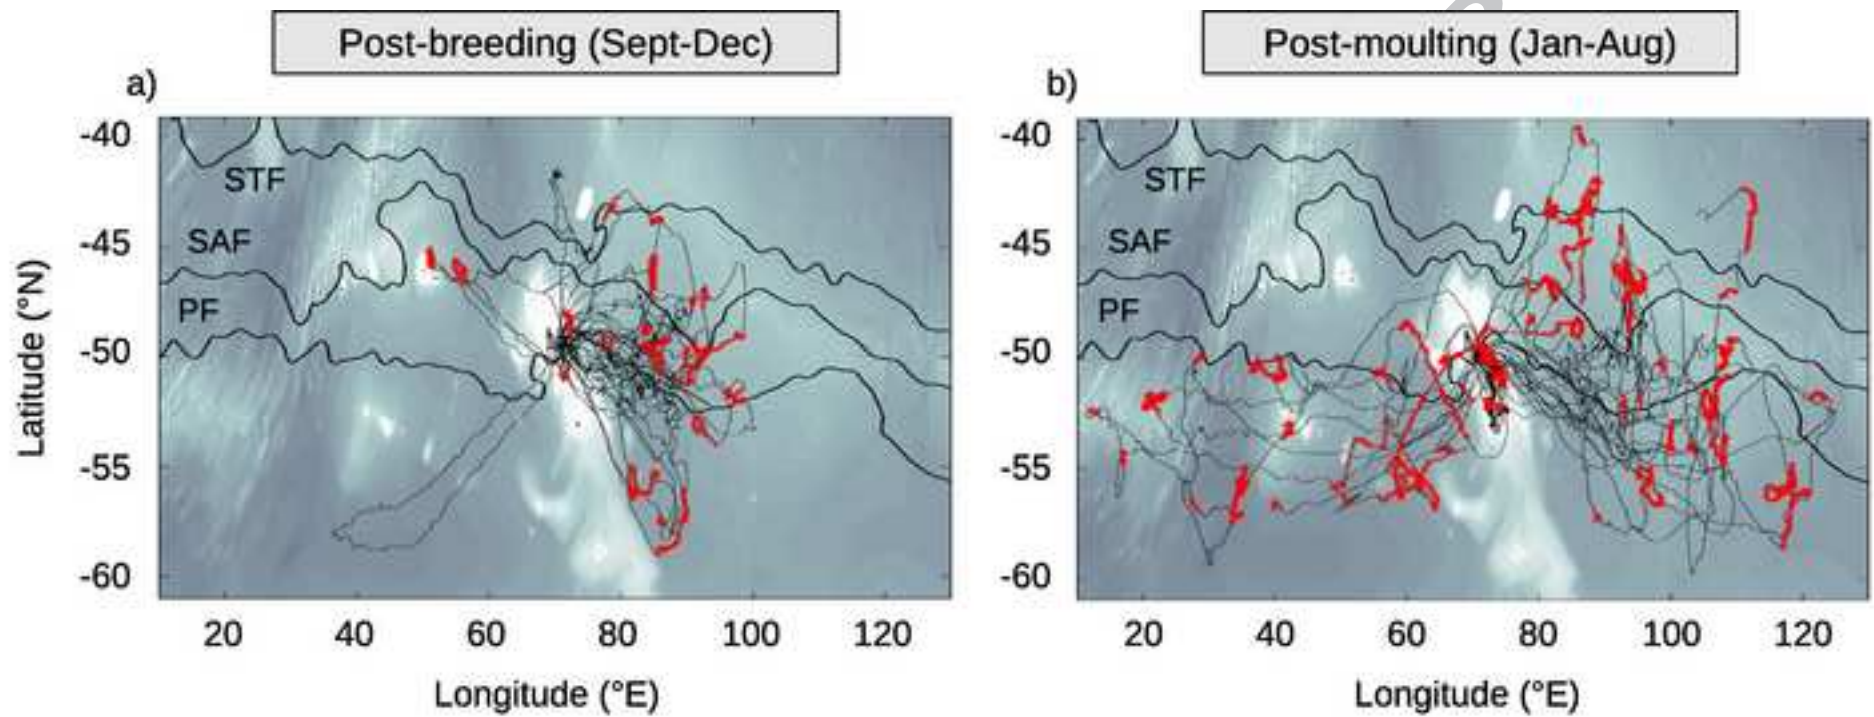 Post-breeding (Sept-Dec)
Post-moulting (Jan-Aug)
a)
b)
-40
-45
-50
-55
-60
STF
SAF
PF
20
40
60
80
100
120
Latitude (°N)
Longitude (°E)
-40
-45
-50
-55
-60
STF
SAF
PF
20
40
60
80
100
120
Longitude (°E)